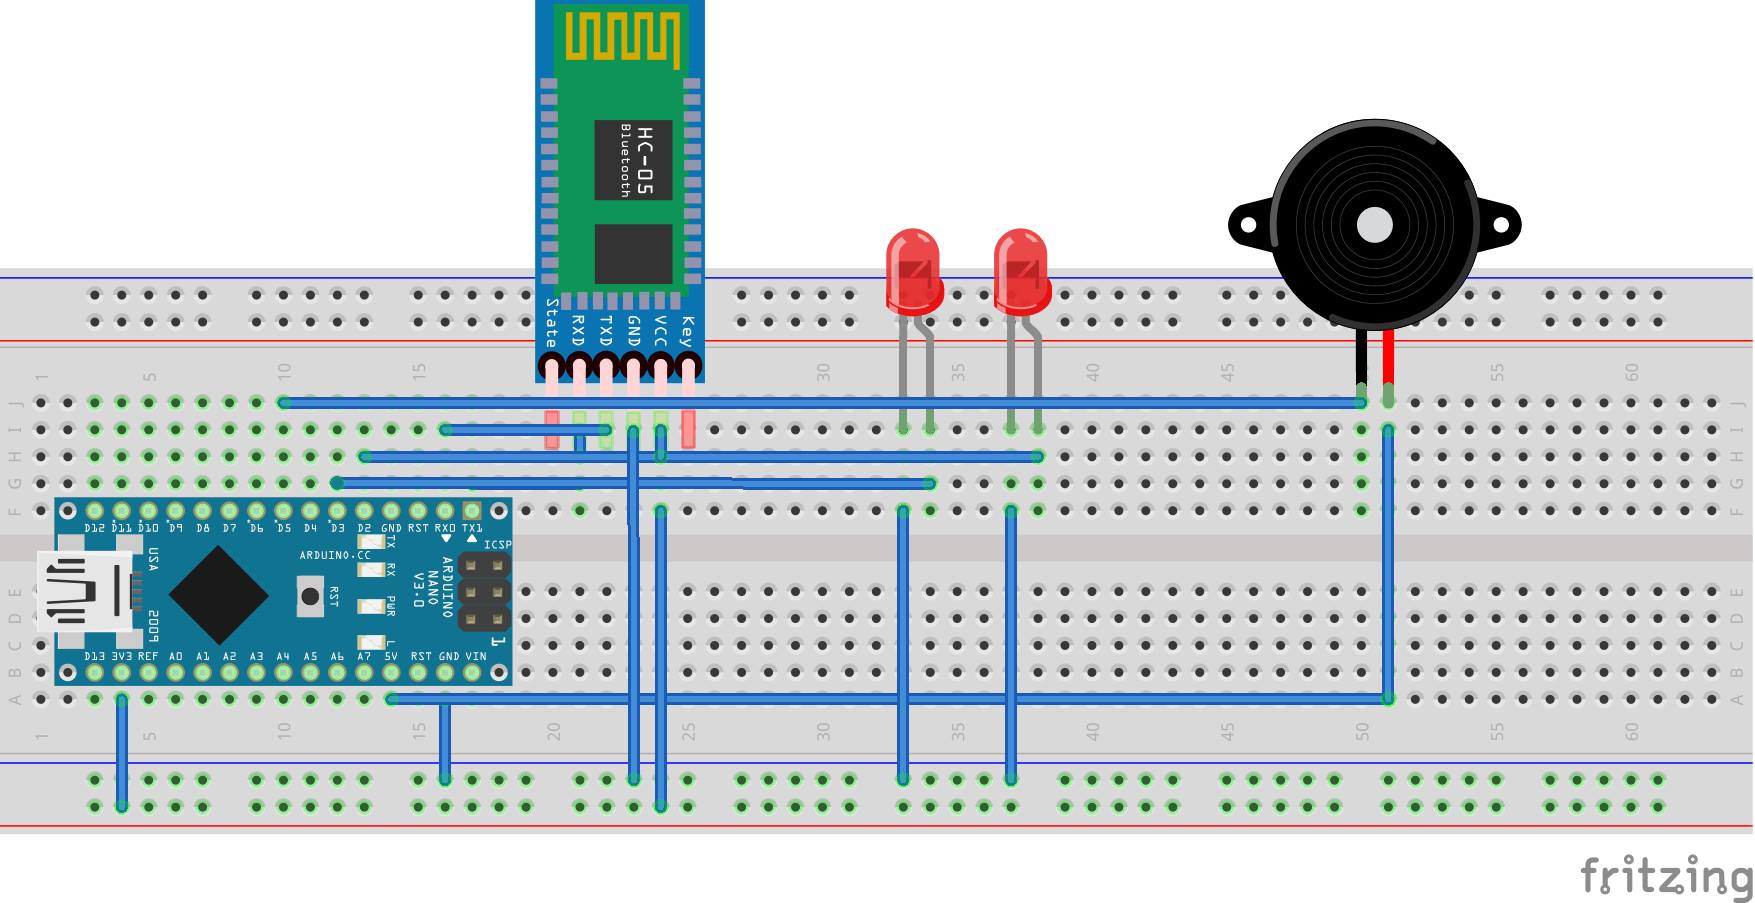 HC-05
Bluetooth
State RXD TXD GND VCC Key
1 5 10 15 30 35 40 45 55 60
J J
I I
H H
G G
F F
D12 D11 D10 D9 D8 D7 D6 D5 D4 D3 D2 GND RST RX0 TX1
ICSP
ARDUINO.CC
TX
RX
PWR
L
USA
2009
RST
ARDUINO
NANO
V3.0
1
D13 3V3 REF A0 A1 A2 A3 A4 A5 A6 A7 5V RST GND VIN
E E
D D
C C
B B
A A
1 5 10 15 20 25 30 35 40 45 50 55 60
fritzing